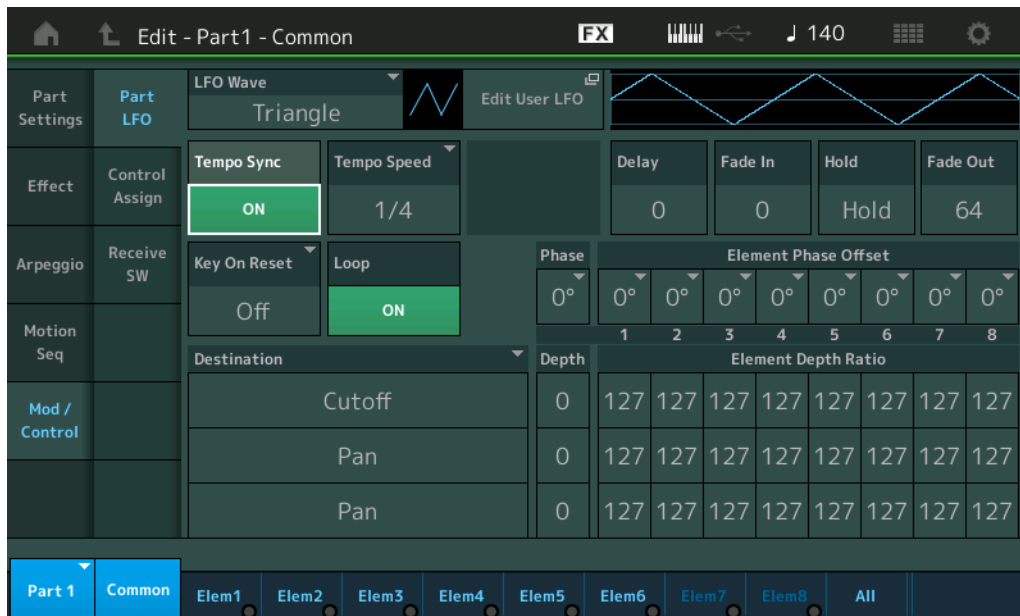 Edit - Part1 - Common
FX
♩ 140
Part Settings
Effect
Arpeggio
Motion Seq
Mod / Control
Part LFO
Control Assign
Receive SW
LFO Wave
Triangle
Edit User LFO
Tempo Sync
ON
Tempo Speed
1/4
Delay
0
Fade In
0
Hold
Hold
Fade Out
64
Key On Reset
Off
Loop
ON
Phase
0°
Element Phase Offset
0° 0° 0° 0° 0° 0° 0° 0°
1 2 3 4 5 6 7 8
Destination
Depth
Element Depth Ratio
Cutoff 0 127 127 127 127 127 127 127 127
Pan 0 127 127 127 127 127 127 127 127
Pan 0 127 127 127 127 127 127 127 127
Part 1
Common
Elem1
Elem2
Elem3
Elem4
Elem5
Elem6
Elem7
Elem8
All